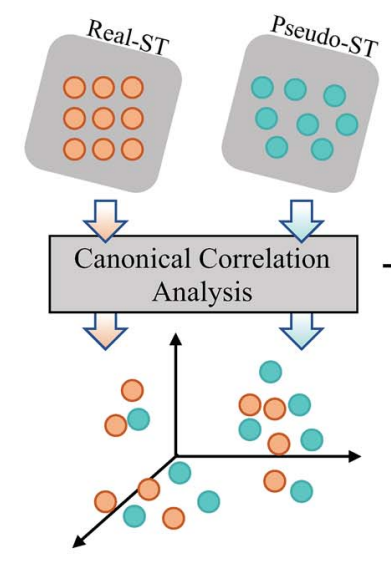 Real-ST
Pseudo-ST
Canonical Correlation
Analysis